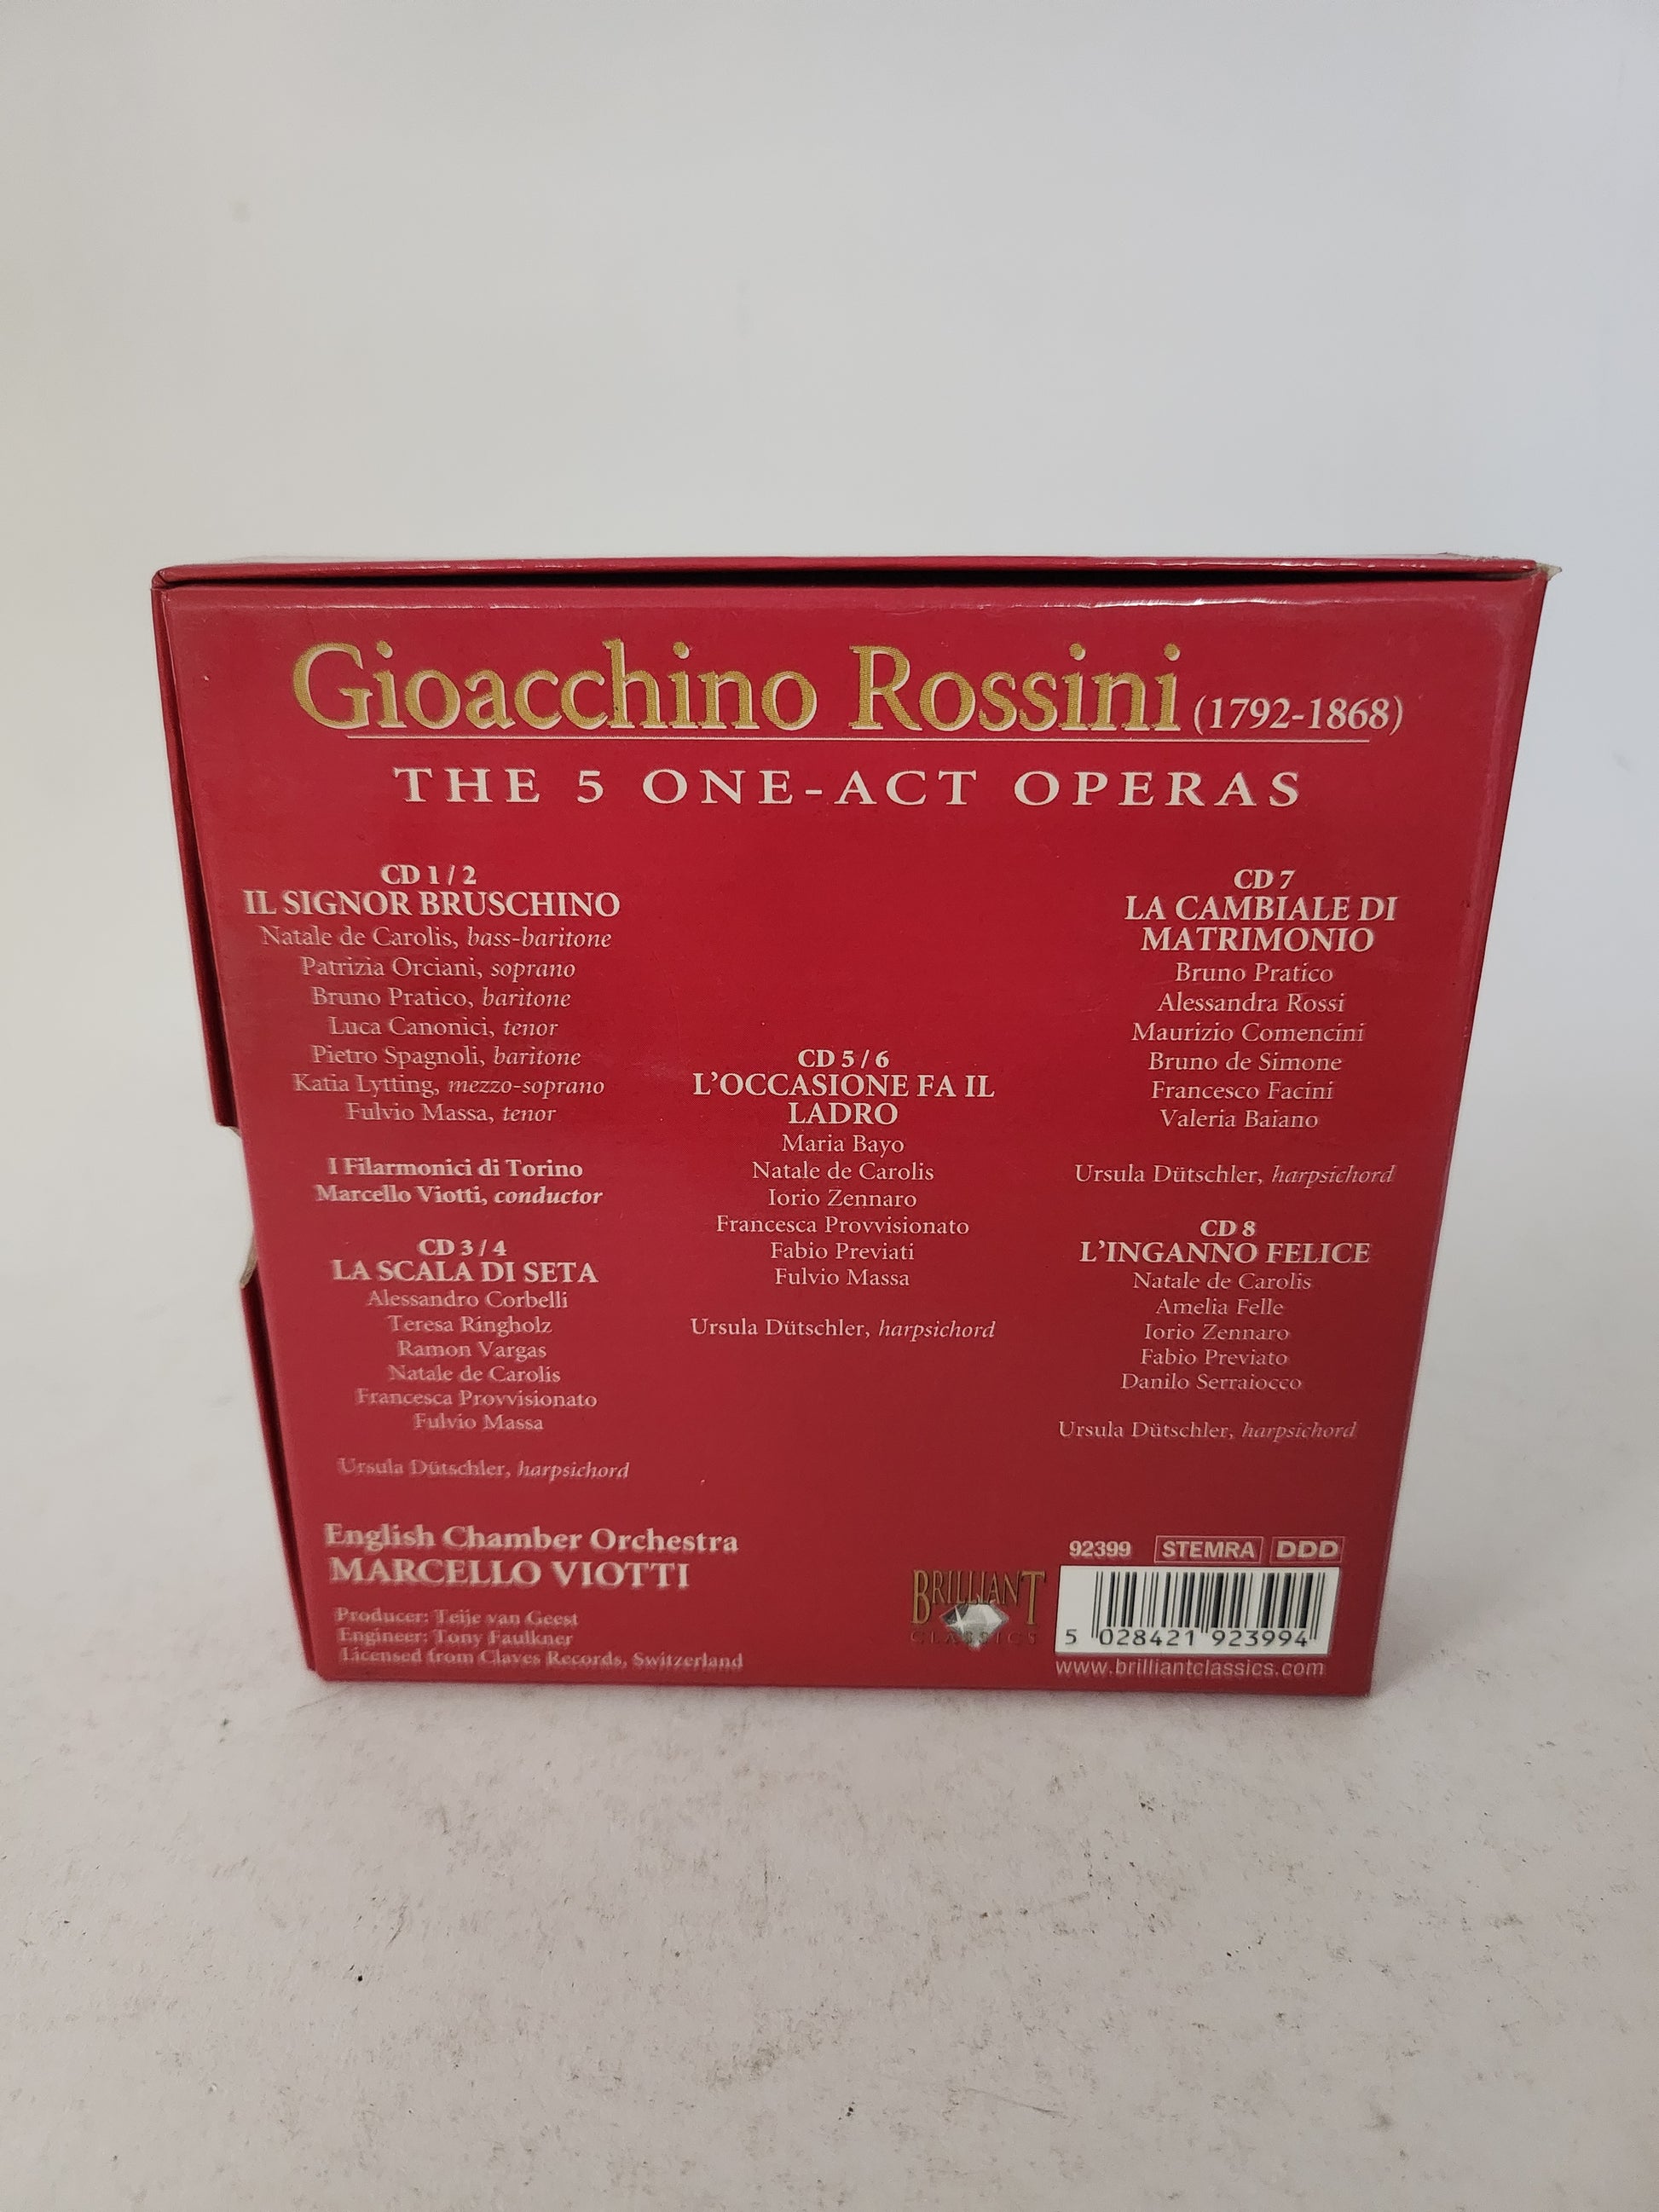 Gioacchino Rossini (1792-1868)
THE 5 ONE-ACT OPERAS
CD 1 / 2
IL SIGNOR BRUSCHINO
Natale de Carolis, bass-baritone
Patrizia Orciani, soprano
Bruno Pratico, baritone
Luca Canonici, tenor
Pietro Spagnoli, baritone
Katia Lytting, mezzo-soprano
Fulvio Massa, tenor
I Filarmonici di Torino
Marcello Viotti, conductor
CD 3 / 4
LA SCALA DI SETA
Alessandro Corbelli
Teresa Ringholz
Ramon Vargas
Natale de Carolis
Francesca Provvisionato
Fulvio Massa
Ursula Dütschler, harpsichord
CD 5 / 6
L'OCCASIONE FA IL
LADRO
Maria Bayo
Natale de Carolis
Iorio Zennaro
Francesca Provvisionato
Fabio Previati
Fulvio Massa
Ursula Dütschler, harpsichord
CD 7
LA CAMBIALE DI
MATRIMONIO
Bruno Pratico
Alessandra Rossi
Maurizio Comencini
Bruno de Simone
Francesco Facini
Valeria Baiano
Ursula Dütschler, harpsichord
CD 8
L'INGANNO FELICE
Natale de Carolis
Amelia Felle
Iorio Zennaro
Fabio Previato
Danilo Serraiocco
Ursula Dütschler, harpsichord
English Chamber Orchestra
MARCELLO VIOTTI
Producer: Teije van Geest
Engineer: Tony Faulkner
Licensed from Claves Records, Switzerland
BRILLIANT
CLASSICS
92399 STEMRA DDD
5 028421 923994
www.brilliantclassics.com